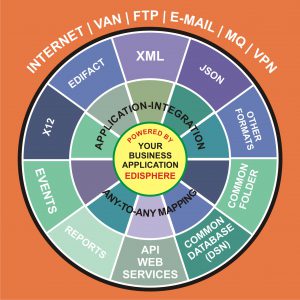 INTERNET | VAN | FTP | E-MAIL | MQ | VPN
XML
JSON
OTHER
FORMATS
COMMON
FOLDER
COMMON
DATABASE
(DSN)
API
WEB
SERVICES
REPORTS
EVENTS
X12
EDIFACT
APPLICATION-INTEGRATION
POWERED BY
YOUR
BUSINESS
APPLICATION
EDISPHERE
ANY-TO-ANY MAPPING